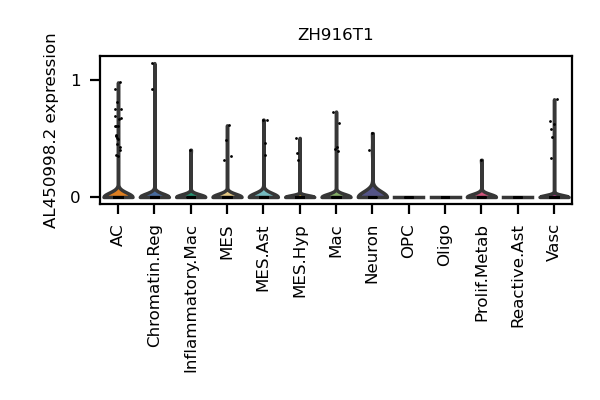 ZH916T1
AL450998.2 expression
1
0
AC
Chromatin.Reg
Inflammatory.Mac
MES
MES.Ast
MES.Hyp
Mac
Neuron
OPC
Oligo
Prolif.Metab
Reactive.Ast
Vasc